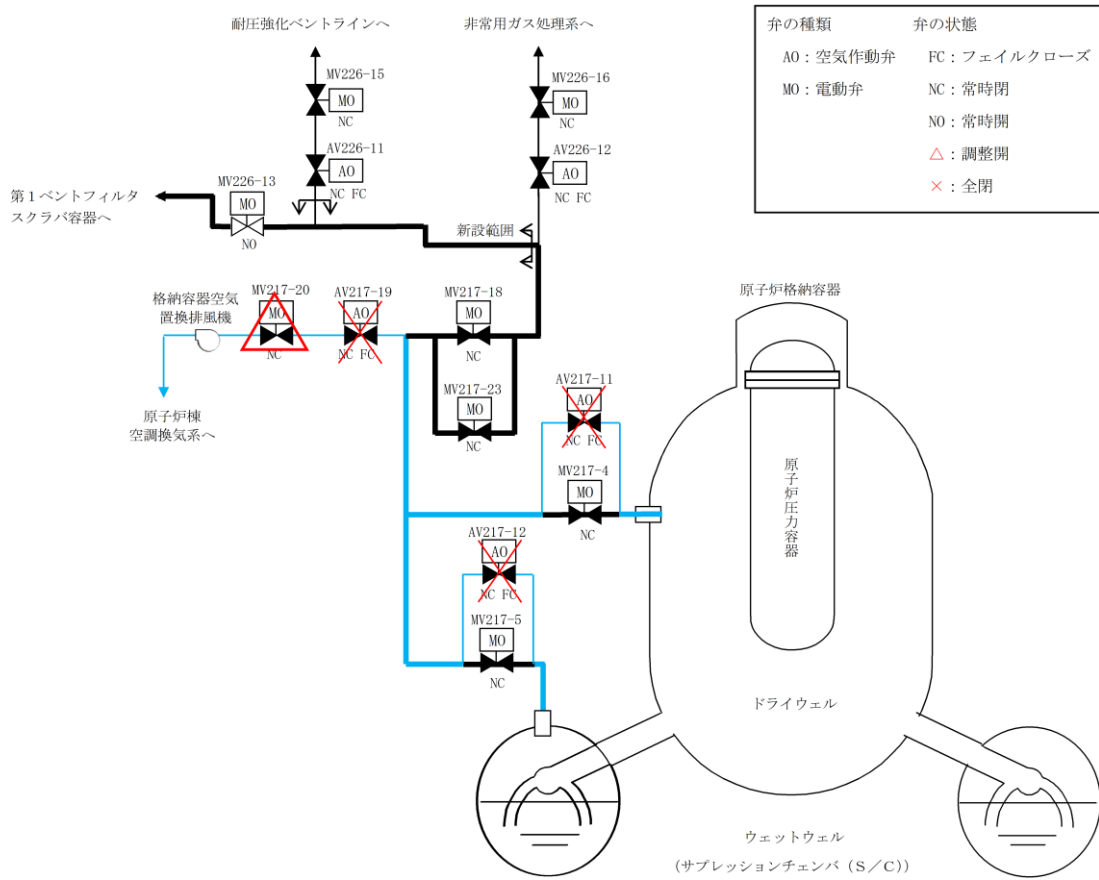 耐圧強化ベントラインへ
非常用ガス処理系へ
弁の種類
弁の状態
AO：空気作動弁
FC：フェイルクローズ
MO：電動弁
NC：常時閉
NO：常時開
△：調整開
×：全閉
MV226-15
MO
NC
MV226-16
MO
NC
AV226-11
AO
NC FC
AV226-12
AO
NC FC
MV226-13
MO
NO
第１ベントフィルタ
スクラバ容器へ
新設範囲
格納容器空気
置換排風機
MV217-20
MO
NC
AV217-19
AO
NC FC
MV217-18
MO
NC
原子炉格納容器
原子炉棟
空調換気系へ
MV217-23
MO
NC
AV217-11
AO
NC FC
MV217-4
MO
NC
原子炉圧力容器
AV217-12
AO
NC FC
MV217-5
MO
NC
ドライウェル
ウェットウェル
（サプレッションチェンバ（Ｓ／Ｃ））